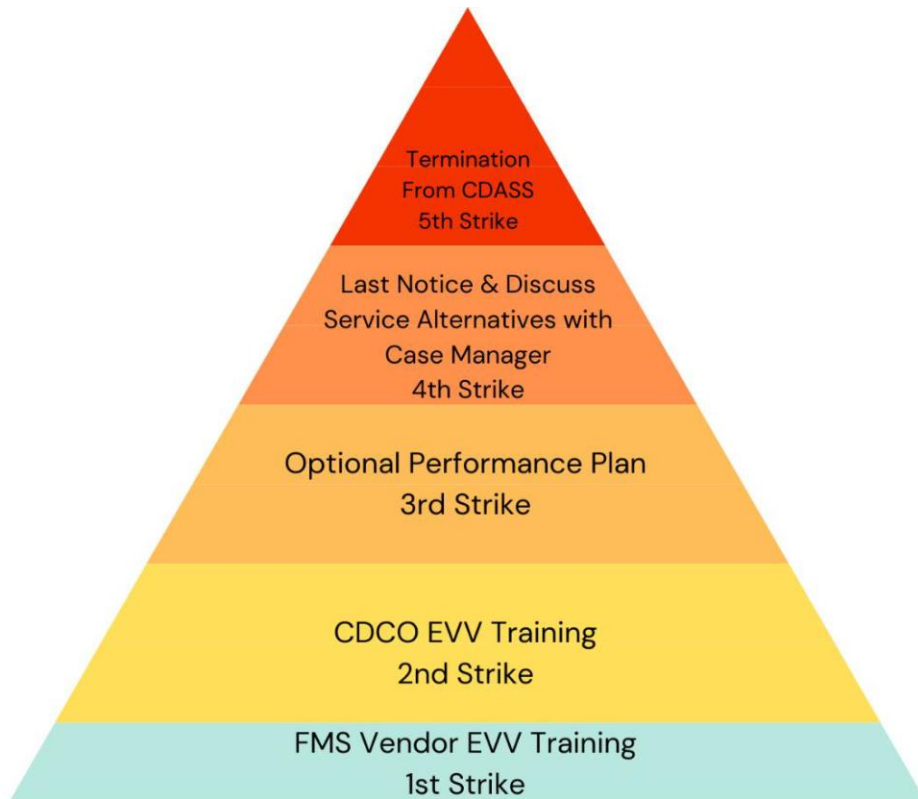 Termination
From CDASS
5th Strike
Last Notice & Discuss
Service Alternatives with
Case Manager
4th Strike
Optional Performance Plan
3rd Strike
CDCO EVV Training
2nd Strike
FMS Vendor EVV Training
1st Strike